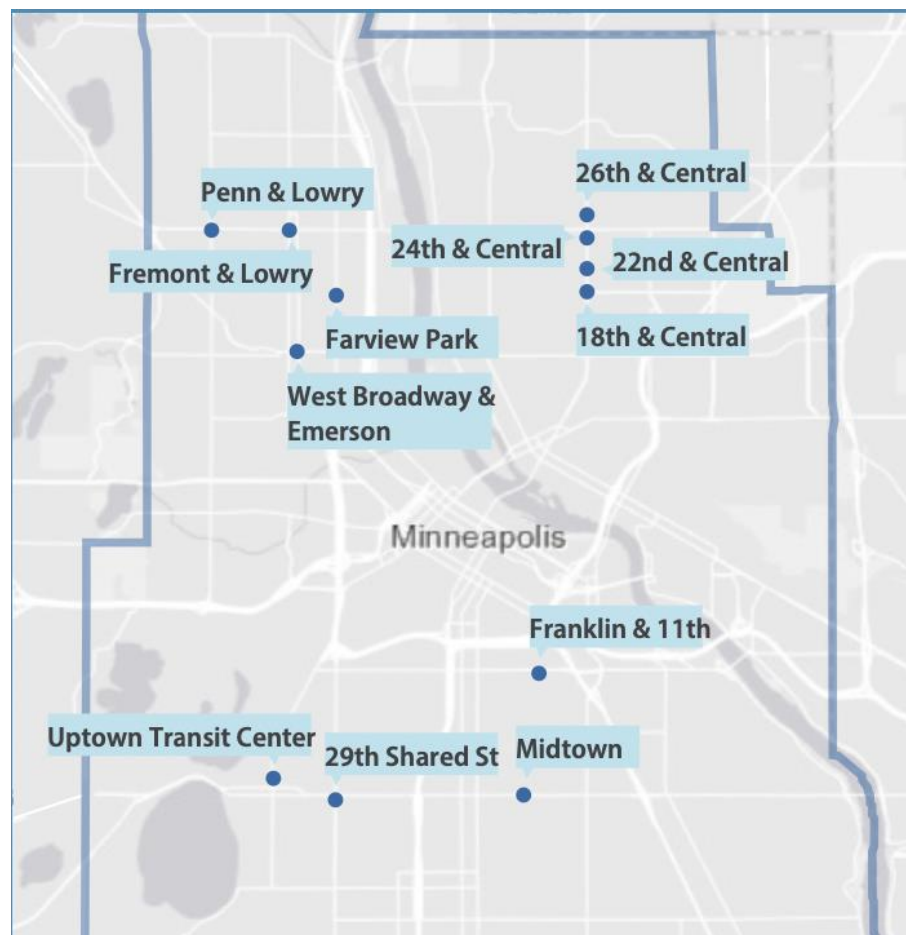 26th & Central
Penn & Lowry
24th & Central
22nd & Central
Fremont & Lowry
Farview Park
18th & Central
West Broadway &
Emerson
Minneapolis
Franklin & 11th
Uptown Transit Center
29th Shared St
Midtown